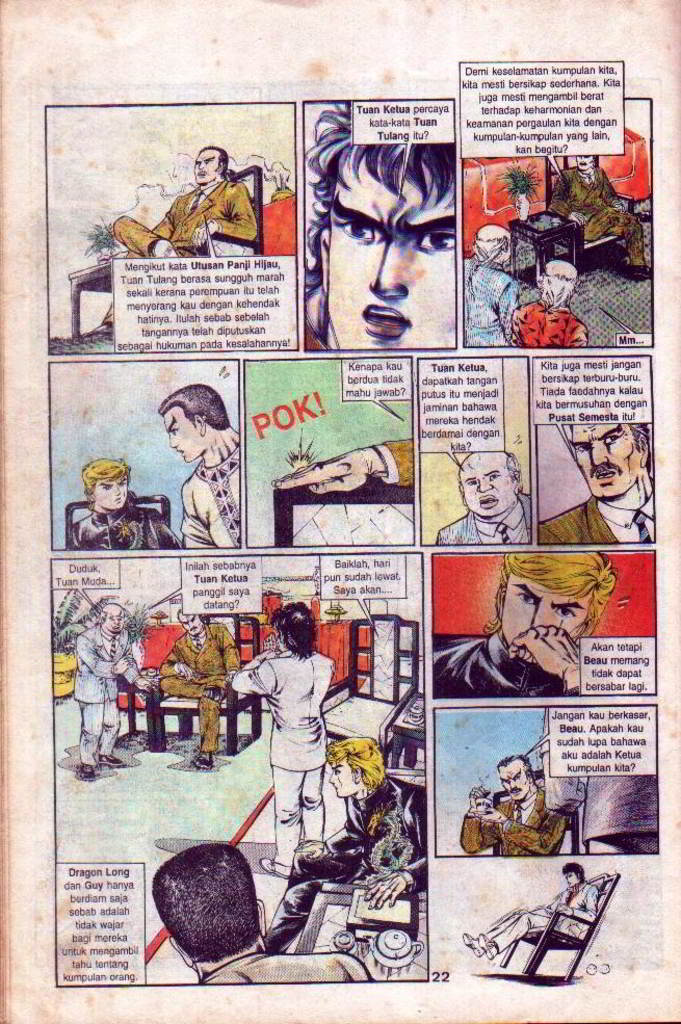 Mengikut kata Utusan Panji Hijau,
Tuan Tulang berasa sungguh marah
sekali kerana perempuan itu telah
menyerang kau dengan kehendak
hatinya. Itulah sebab sebelah
tangannya telah diputuskan
sebagai hukuman pada kesalahannya!
Tuan Ketua percaya
kata-kata Tuan
Tulang itu?
Demi keselamatan kumpulan kita,
kita mesti bersikap sederhana. Kita
juga mesti mengambil berat
terhadap keharmonian dan
keamanan pergaulan kita dengan
kumpulan-kumpulan yang lain,
kan begitu?
Mm...
POK!
Kenapa kau
berdua tidak
mahu jawab?
Tuan Ketua,
dapatkah tangan
putus itu menjadi
jaminan bahawa
mereka hendak
berdamai dengan
kita?
Kita juga mesti jangan
bersikap terburu-buru.
Tiada faedahnya kalau
kita bermusuhan dengan
Pusat Semesta itu!
Duduk,
Tuan Muda...
Inilah sebabnya
Tuan Ketua
panggil saya
datang?
Baiklah, hari
pun sudah lewat.
Saya akan....
Dragon Long
dan Guy hanya
berdiam saja
sebab adalah
tidak wajar
bagi mereka
untuk mengambil
tahu tentang
kumpulan orang.
Akan tetapi
Beau memang
tidak dapat
bersabar lagi.
Jangan kau berkasar,
Beau. Apakah kau
sudah lupa bahawa
aku adalah Ketua
kumpulan kita?
22